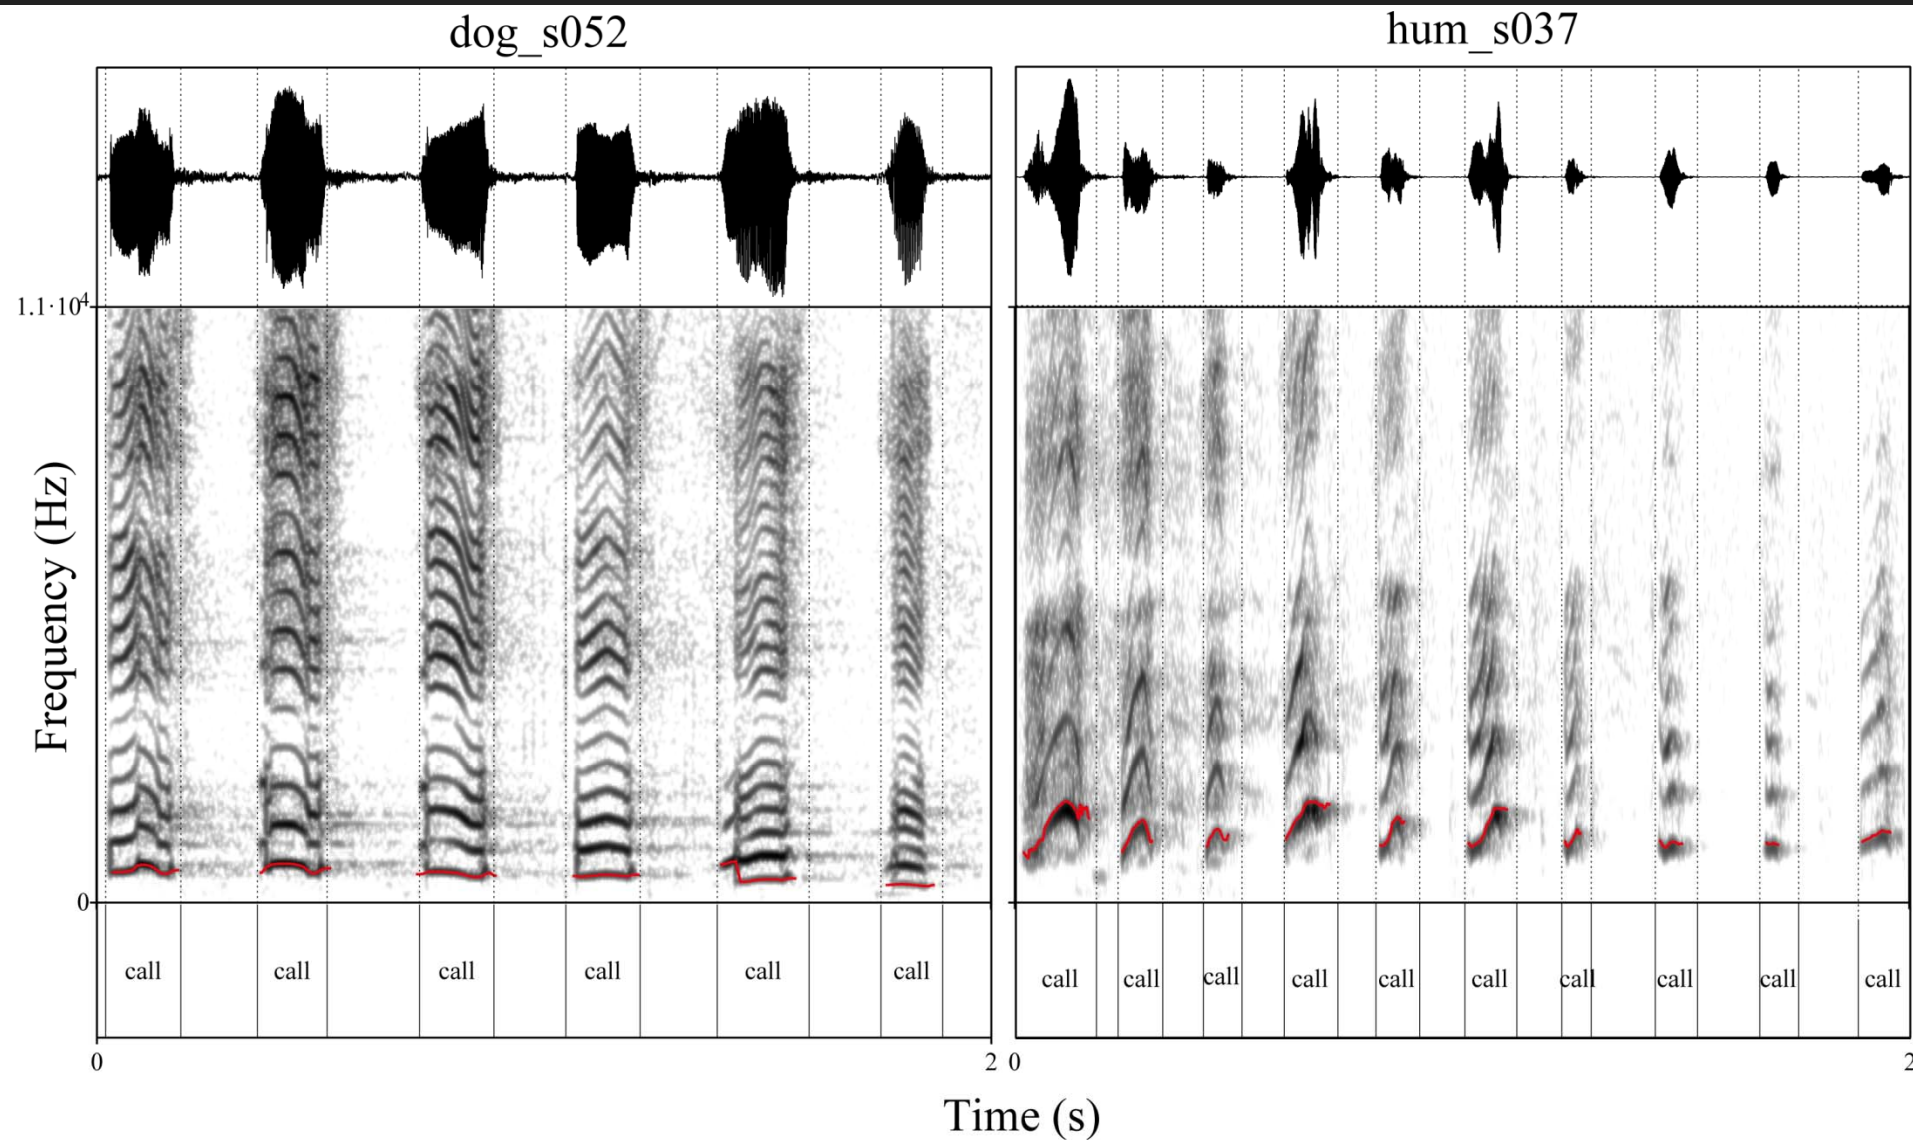 dog_s052
hum_s037
1.1·10⁴
Frequency (Hz)
0
call call call call call call
call call call call call call call call call call
0 2
0 2
Time (s)